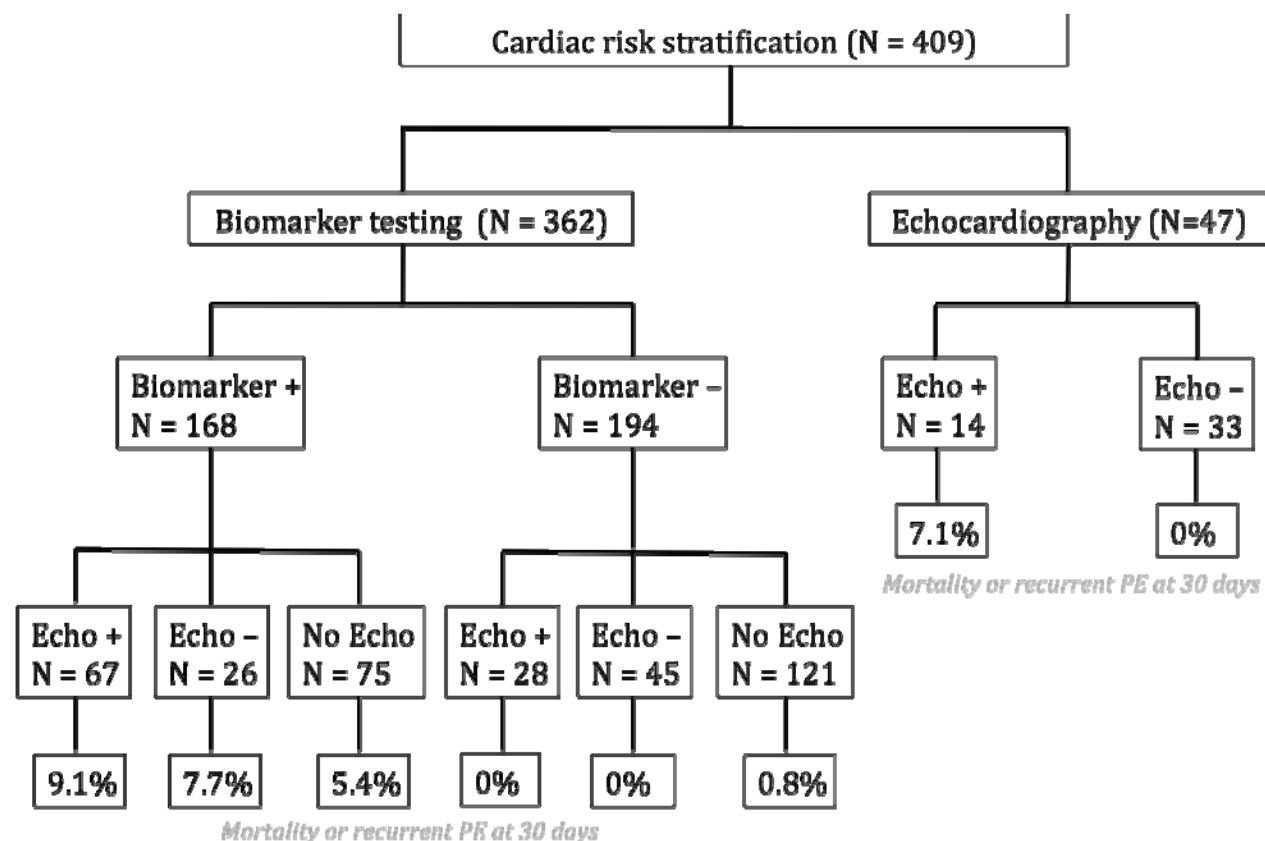 Cardiac risk stratification (N = 409)
Biomarker testing (N = 362)
Echocardiography (N=47)
Biomarker +
N = 168
Biomarker –
N = 194
Echo +
N = 14
Echo –
N = 33
7.1%
0%
Mortality or recurrent PE at 30 days
Echo +
N = 67
Echo –
N = 26
No Echo
N = 75
Echo +
N = 28
Echo –
N = 45
No Echo
N = 121
9.1%
7.7%
5.4%
0%
0%
0.8%
Mortality or recurrent PE at 30 days